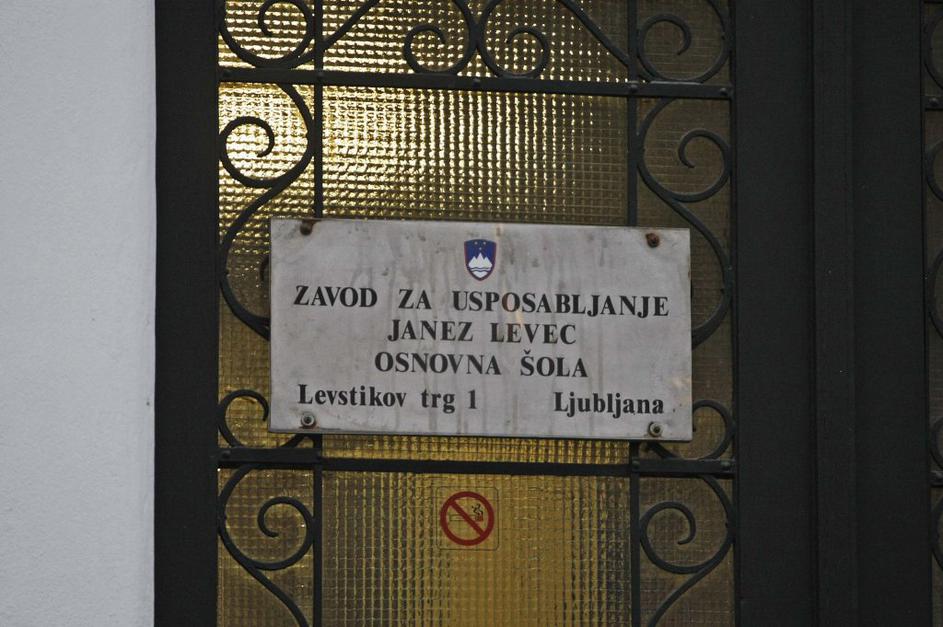 ZAVOD ZA USPOSABLJANJE
JANEZ LEVEC
OSNOVNA ŠOLA
Levstikov trg 1 Ljubljana